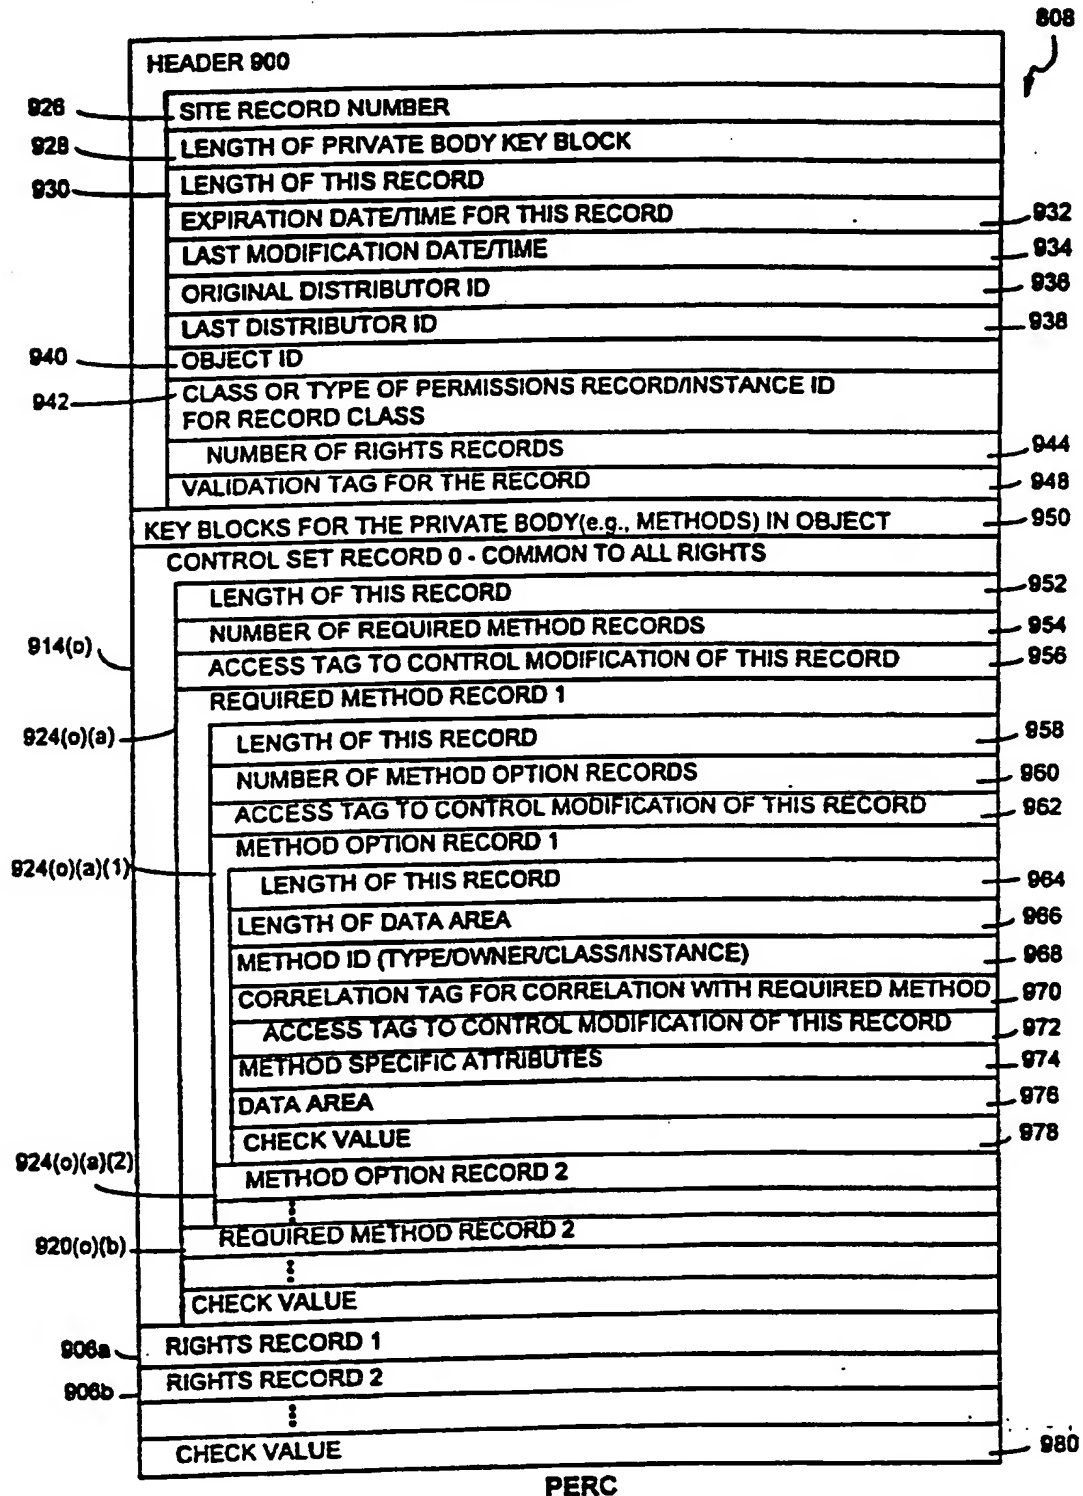 808
HEADER 900
926 SITE RECORD NUMBER
928 LENGTH OF PRIVATE BODY KEY BLOCK
930 LENGTH OF THIS RECORD
EXPIRATION DATE/TIME FOR THIS RECORD 932
LAST MODIFICATION DATE/TIME 934
ORIGINAL DISTRIBUTOR ID 936
LAST DISTRIBUTOR ID 938
940 OBJECT ID
942 CLASS OR TYPE OF PERMISSIONS RECORD/INSTANCE ID
FOR RECORD CLASS
NUMBER OF RIGHTS RECORDS 944
VALIDATION TAG FOR THE RECORD 948
KEY BLOCKS FOR THE PRIVATE BODY(e.g., METHODS) IN OBJECT 950
CONTROL SET RECORD 0 - COMMON TO ALL RIGHTS
LENGTH OF THIS RECORD 952
NUMBER OF REQUIRED METHOD RECORDS 954
914(o) ACCESS TAG TO CONTROL MODIFICATION OF THIS RECORD 956
REQUIRED METHOD RECORD 1
924(o)(a) LENGTH OF THIS RECORD 958
NUMBER OF METHOD OPTION RECORDS 960
ACCESS TAG TO CONTROL MODIFICATION OF THIS RECORD 962
METHOD OPTION RECORD 1
924(o)(a)(1) LENGTH OF THIS RECORD 964
LENGTH OF DATA AREA 966
METHOD ID (TYPE/OWNER/CLASS/INSTANCE) 968
CORRELATION TAG FOR CORRELATION WITH REQUIRED METHOD 970
ACCESS TAG TO CONTROL MODIFICATION OF THIS RECORD 972
METHOD SPECIFIC ATTRIBUTES 974
DATA AREA 976
CHECK VALUE 978
924(o)(a)(2) METHOD OPTION RECORD 2
920(o)(b) REQUIRED METHOD RECORD 2
CHECK VALUE
906a RIGHTS RECORD 1
906b RIGHTS RECORD 2
CHECK VALUE 980
PERC